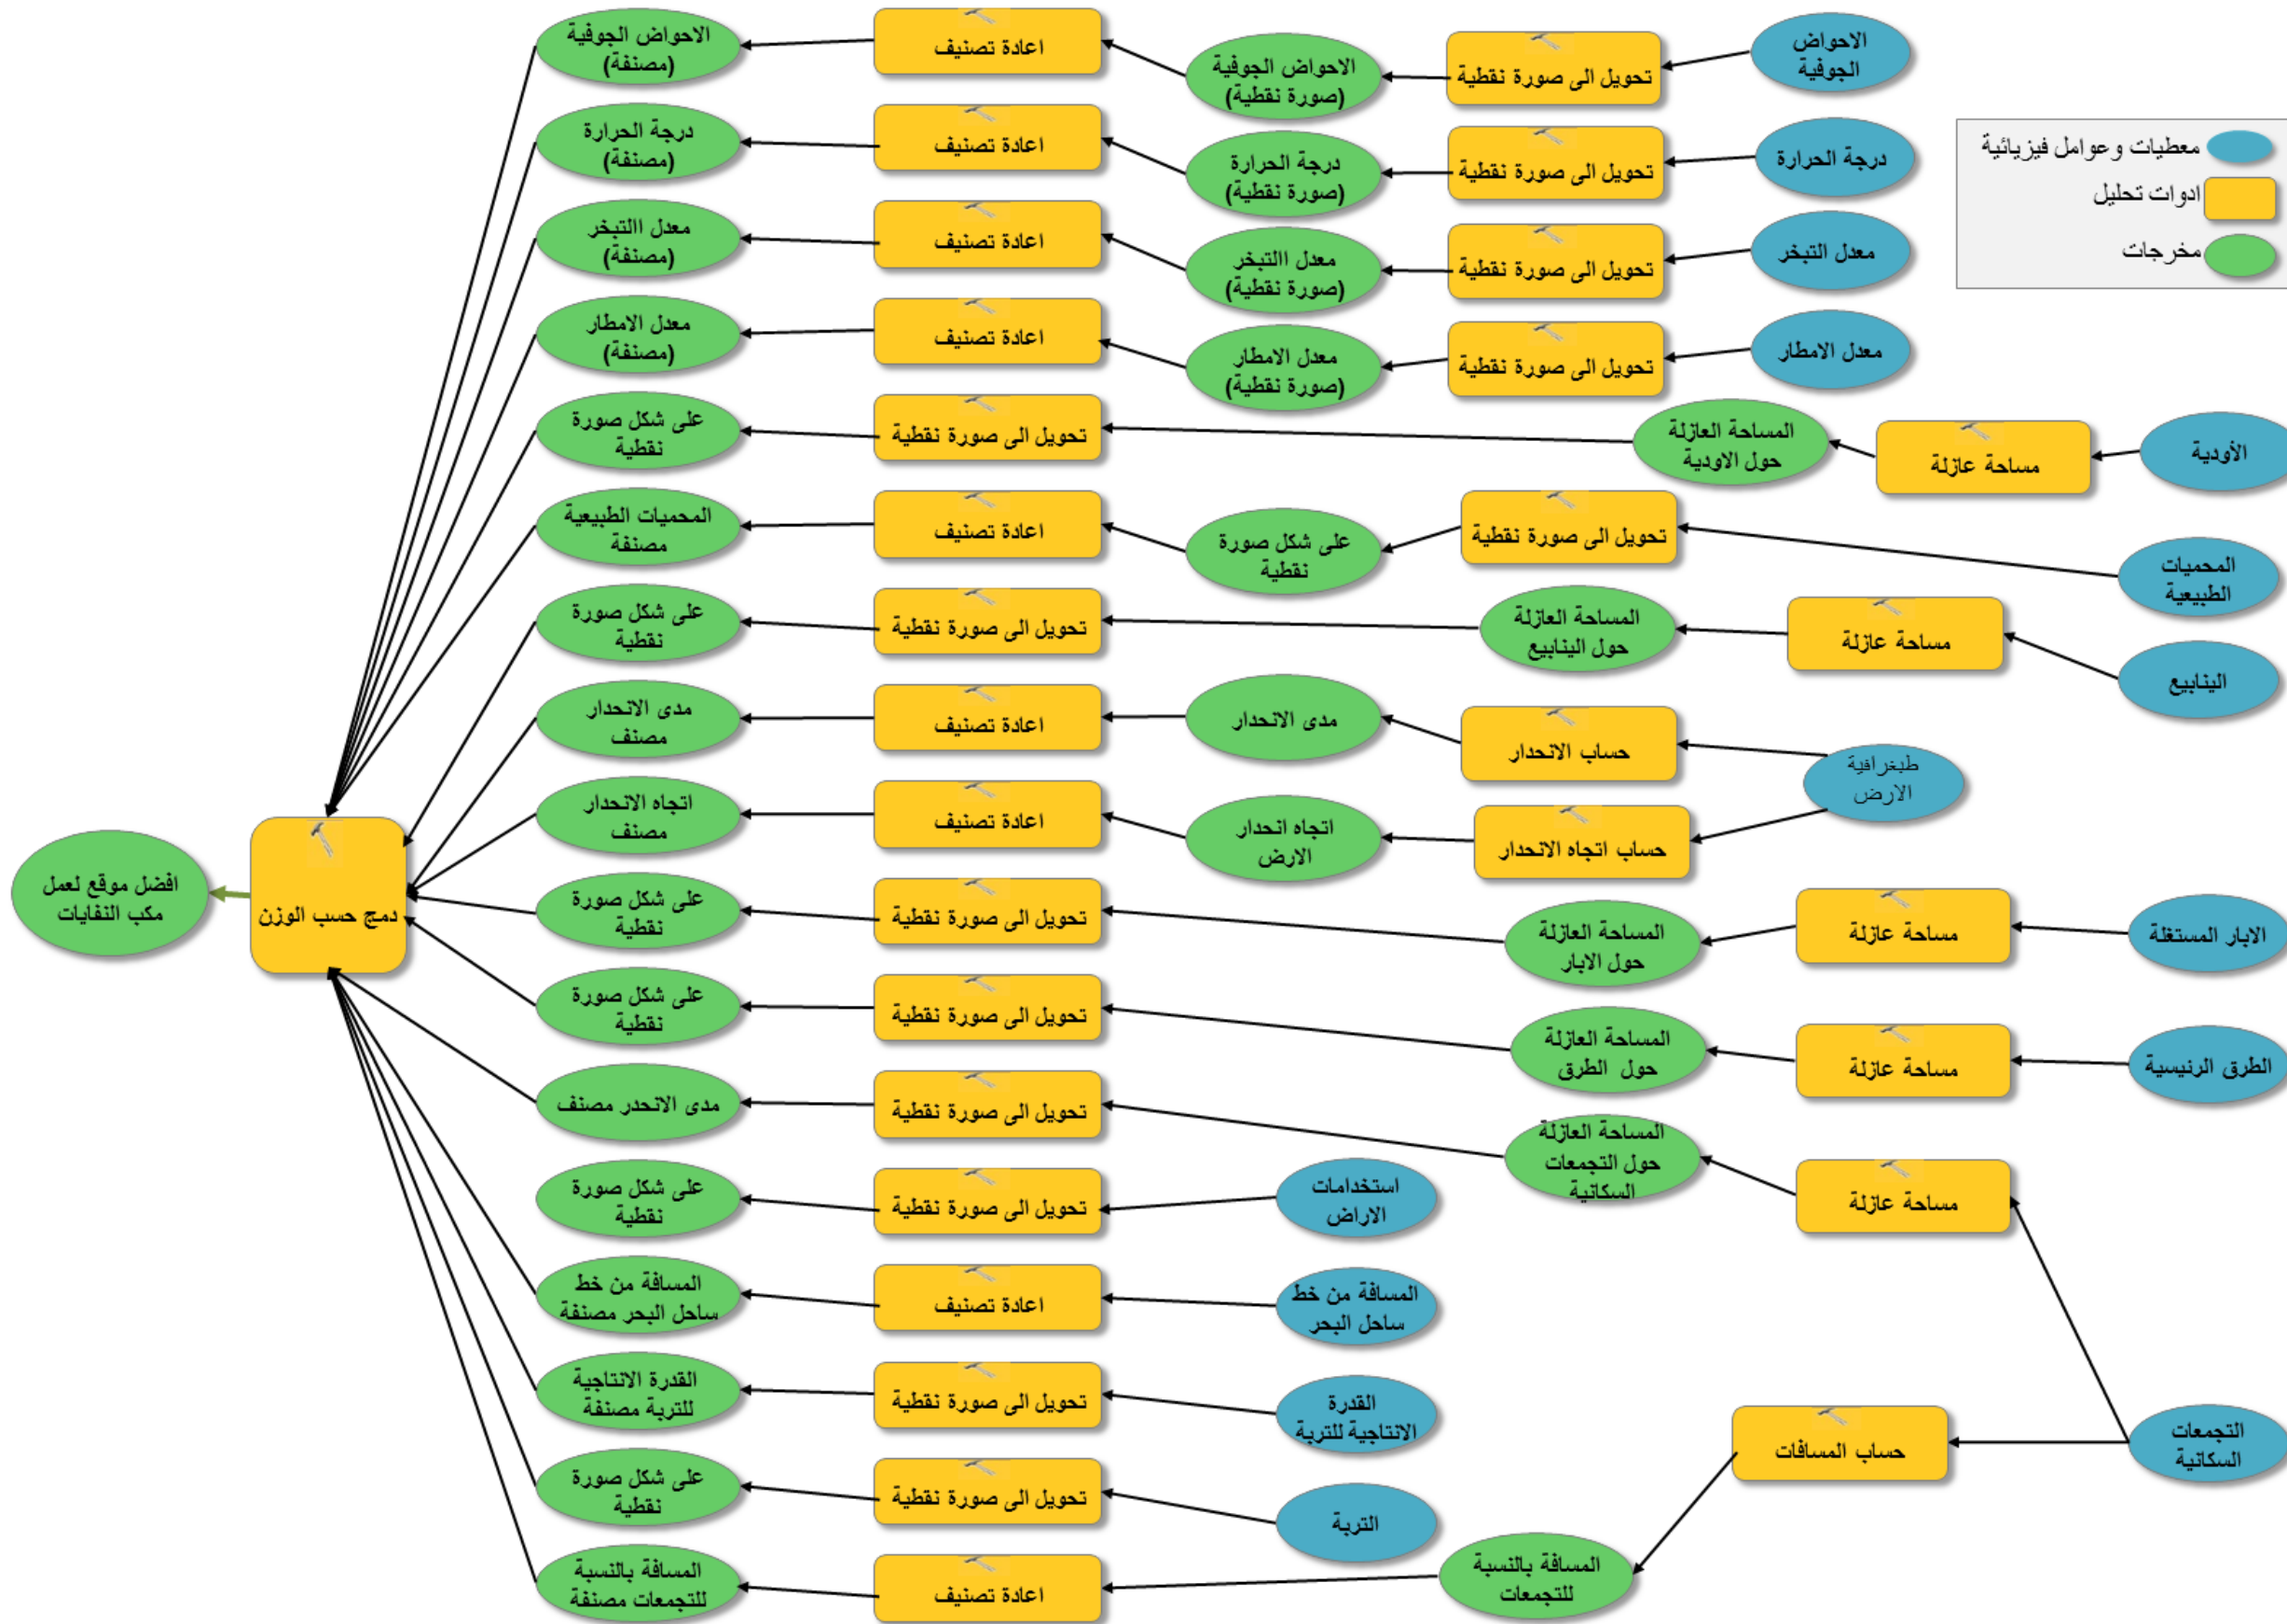 معطيات وعوامل فيزيائية
ادوات تحليل
مخرجات
الاحواض
الجوفية
تحويل الى صورة نقطية
الاحواض الجوفية
(صورة نقطية)
اعادة تصنيف
الاحواض الجوفية
(مصنفة)
درجة الحرارة
تحويل الى صورة نقطية
درجة الحرارة
(صورة نقطية)
اعادة تصنيف
درجة الحرارة
(مصنفة)
معدل التبخر
تحويل الى صورة نقطية
معدل االتبخر
(صورة نقطية)
اعادة تصنيف
معدل االتبخر
(مصنفة)
معدل الامطار
تحويل الى صورة نقطية
معدل الامطار
(صورة نقطية)
اعادة تصنيف
معدل الامطار
(مصنفة)
الأودية
مساحة عازلة
المساحة العازلة
حول الاودية
تحويل الى صورة نقطية
على شكل صورة
نقطية
المحميات
الطبيعية
تحويل الى صورة نقطية
على شكل صورة
نقطية
اعادة تصنيف
المحميات الطبيعية
مصنفة
الينابيع
مساحة عازلة
المساحة العازلة
حول الينابيع
تحويل الى صورة نقطية
على شكل صورة
نقطية
طبغرافية
الارض
حساب الانحدار
مدى الانحدار
اعادة تصنيف
مدى الانحدار
مصنف
حساب اتجاه الانحدار
اتجاه انحدار
الارض
اعادة تصنيف
اتجاه الانحدار
مصنف
الابار المستغلة
مساحة عازلة
المساحة العازلة
حول الابار
تحويل الى صورة نقطية
على شكل صورة
نقطية
الطرق الرئيسية
مساحة عازلة
المساحة العازلة
حول الطرق
تحويل الى صورة نقطية
على شكل صورة
نقطية
مساحة عازلة
المساحة العازلة
حول التجمعات
السكانية
تحويل الى صورة نقطية
مدى الانحدر مصنف
استخدامات
الاراض
تحويل الى صورة نقطية
على شكل صورة
نقطية
المسافة من خط
ساحل البحر
اعادة تصنيف
المسافة من خط
ساحل البحر مصنفة
القدرة
الانتاجية للتربة
تحويل الى صورة نقطية
القدرة الانتاجية
للتربة مصنفة
التربة
تحويل الى صورة نقطية
على شكل صورة
نقطية
التجمعات
السكانية
حساب المسافات
المسافة بالنسبة
للتجمعات
اعادة تصنيف
المسافة بالنسبة
للتجمعات مصنفة
دمج حسب الوزن
افضل موقع لعمل
مكب النفايات